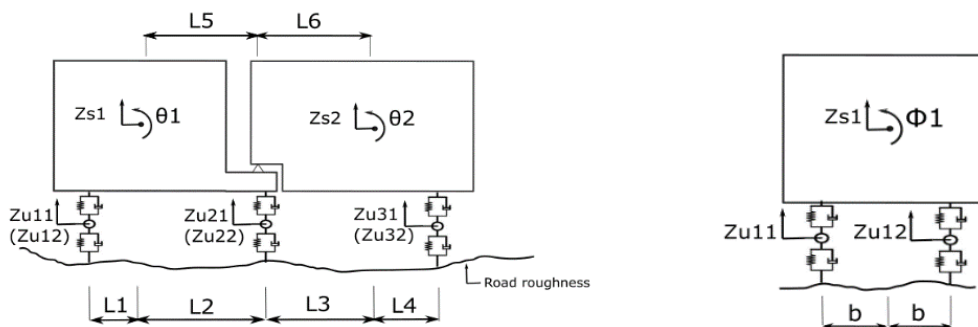 L5 L6
Zs1 θ1 Zs2 θ2 Zs1 Φ1
Zu11 Zu21 Zu31
(Zu12) (Zu22) (Zu32)
Zu11 Zu12
Road roughness
L1 L2 L3 L4 b b